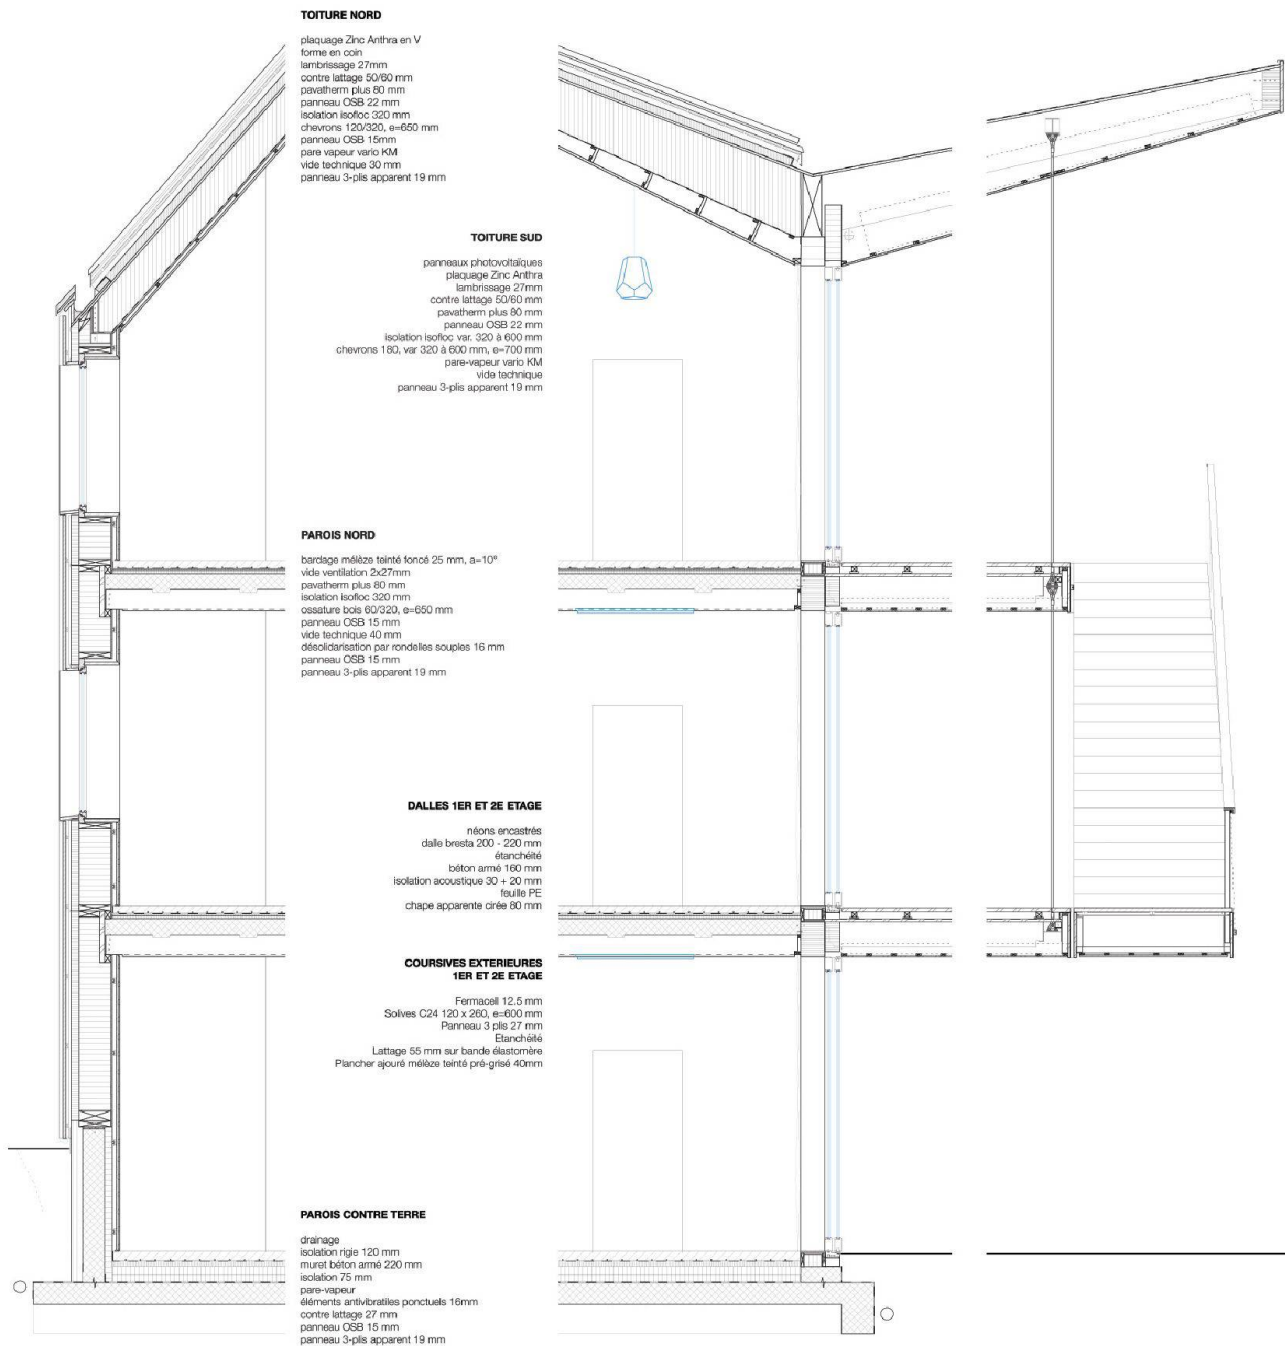 TOITURE NORD
plaquage Zinc Anthra en V
forme en coin
lambrissage 27mm
contre lattage 50/60 mm
pavatherm plus 80 mm
panneau OSB 22 mm
isolation isofloc 320 mm
chevrons 120/320, e=650 mm
panneau OSB 15mm
pare vapeur vario KM
vide technique 30 mm
panneau 3-plis apparent 19 mm
TOITURE SUD
panneaux photovoltaïques
plaquage Zinc Anthra
lambrissage 27mm
contre lattage 50/60 mm
pavatherm plus 80 mm
panneau OSB 22 mm
isolation isofloc var. 320 à 600 mm
chevrons 180, var 320 à 600 mm, e=700 mm
pare-vapeur vario KM
vide technique
panneau 3-plis apparent 19 mm
PAROIS NORD
bardage mélèze teinté foncé 25 mm, a=10°
vide ventilation 2x27mm
pavatherm plus 60 mm
isolation isofloc 320 mm
ossature bois 60/320, e=650 mm
panneau OSB 15 mm
vide technique 40 mm
désolidarisation par rondelles souples 16 mm
panneau OSB 15 mm
panneau 3-plis apparent 19 mm
DALLES 1ER ET 2E ETAGE
néons encastrés
dalle bresta 200 - 220 mm
étanchéité
béton armé 160 mm
isolation acoustique 30 + 20 mm
feuille PE
chape apparente cirée 80 mm
COURSIVES EXTERIEURES
1ER ET 2E ETAGE
Fermacell 12.5 mm
Solives C24 120 x 260, e=600 mm
Panneau 3 plis 27 mm
Etanchéité
Lattage 55 mm sur bande élastomère
Plancher ajouré mélèze teinté pré-grisé 40mm
PAROIS CONTRE TERRE
drainage
isolation rigie 120 mm
muret béton armé 220 mm
isolation 75 mm
pare-vapeur
éléments antivibratiles ponctuels 16mm
contre lattage 27 mm
panneau OSB 15 mm
panneau 3-plis apparent 19 mm